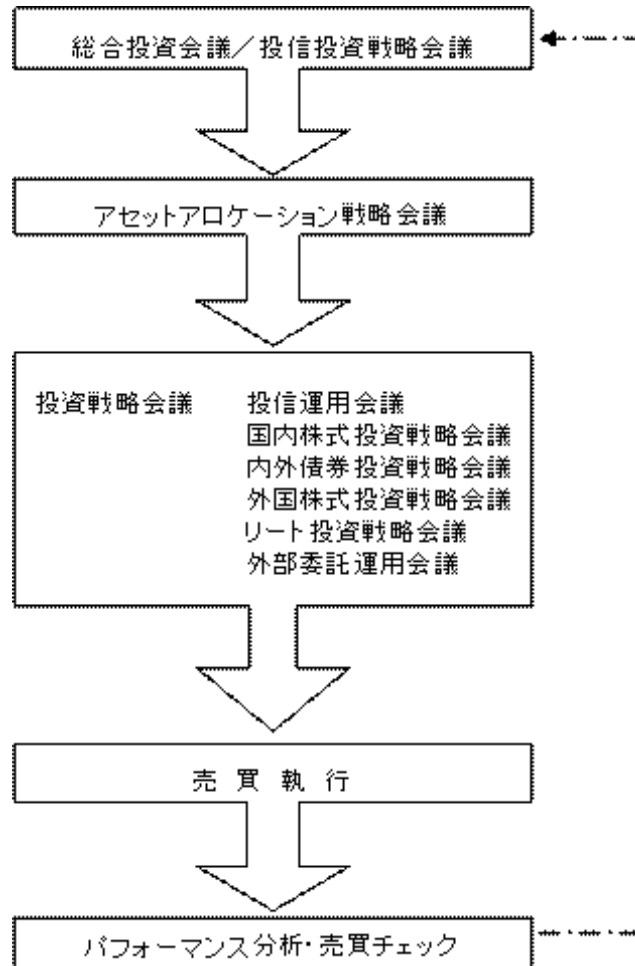 総合投資会議／投信投資戦略会議
アセットアロケーション戦略会議
投資戦略会議 投信運用会議
国内株式投資戦略会議
内外債券投資戦略会議
外国株式投資戦略会議
リート投資戦略会議
外部委託運用会議
売買執行
パフォーマンス分析・売買チェック